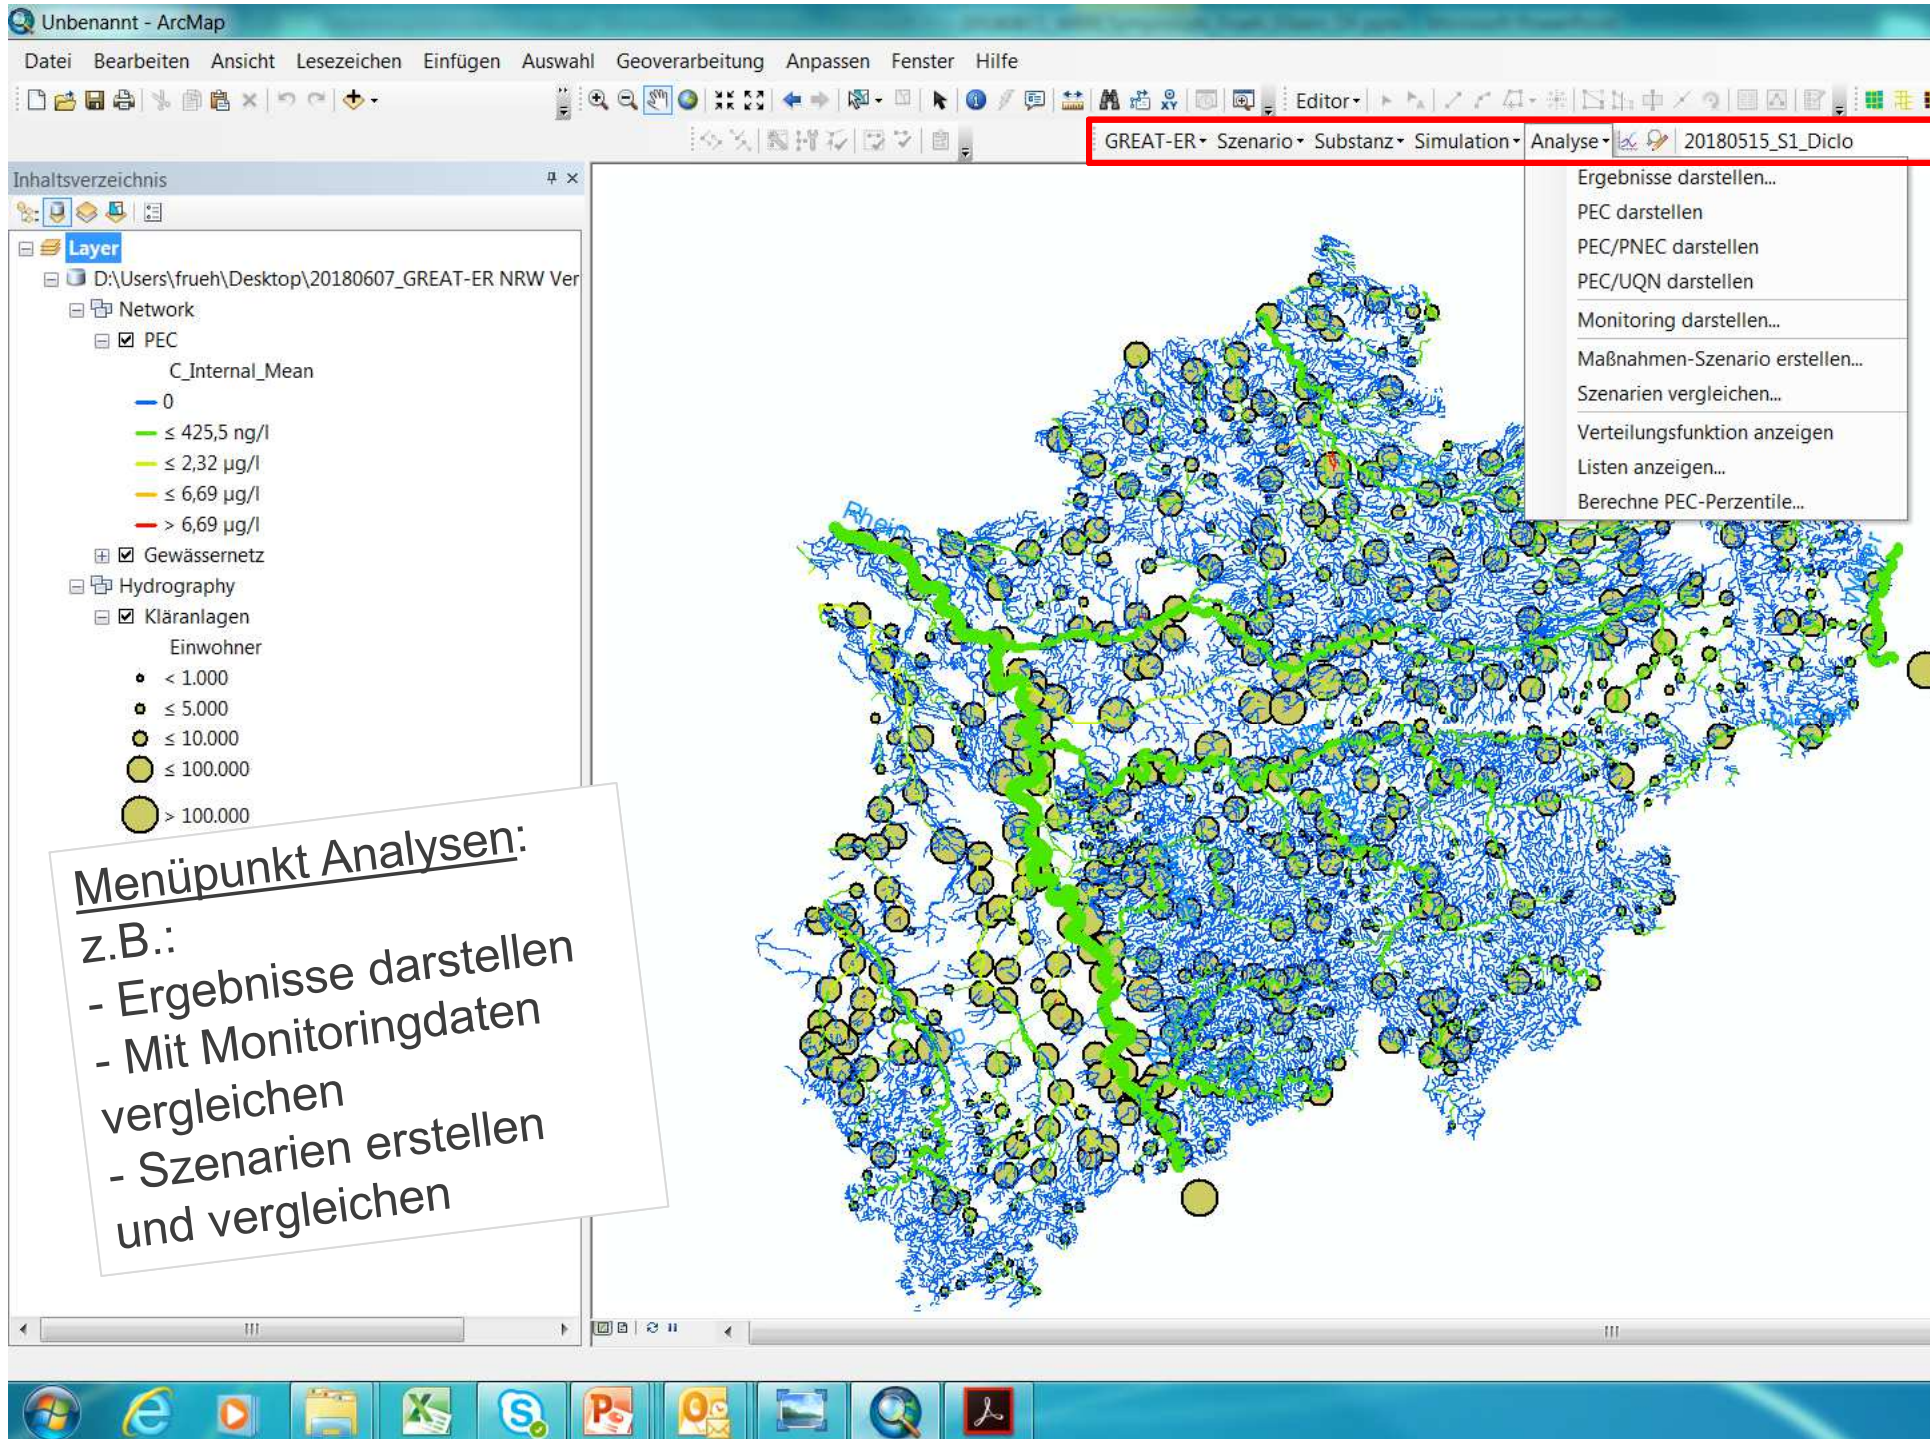 Unbenannt - ArcMap
Datei Bearbeiten Ansicht Lesezeichen Einfügen Auswahl Geoverarbeitung Anpassen Fenster Hilfe
Editor
GREAT-ER Szenario Substanz Simulation Analyse 20180515_S1_Diclo
Inhaltsverzeichnis
Layer
D:\Users\frueh\Desktop\20180607_GREAT-ER NRW Ver
Network
PEC
C_Internal_Mean
0
≤ 425,5 ng/l
≤ 2,32 µg/l
≤ 6,69 µg/l
> 6,69 µg/l
Gewässernetz
Hydrography
Kläranlagen
Einwohner
< 1.000
≤ 5.000
≤ 10.000
≤ 100.000
> 100.000
Ergebnisse darstellen...
PEC darstellen
PEC/PNEC darstellen
PEC/UQN darstellen
Monitoring darstellen...
Maßnahmen-Szenario erstellen...
Szenarien vergleichen...
Verteilungsfunktion anzeigen
Listen anzeigen...
Berechne PEC-Perzentile...
Rhein
Menüpunkt Analysen:
z.B.:
- Ergebnisse darstellen
- Mit Monitoringdaten
vergleichen
- Szenarien erstellen
und vergleichen